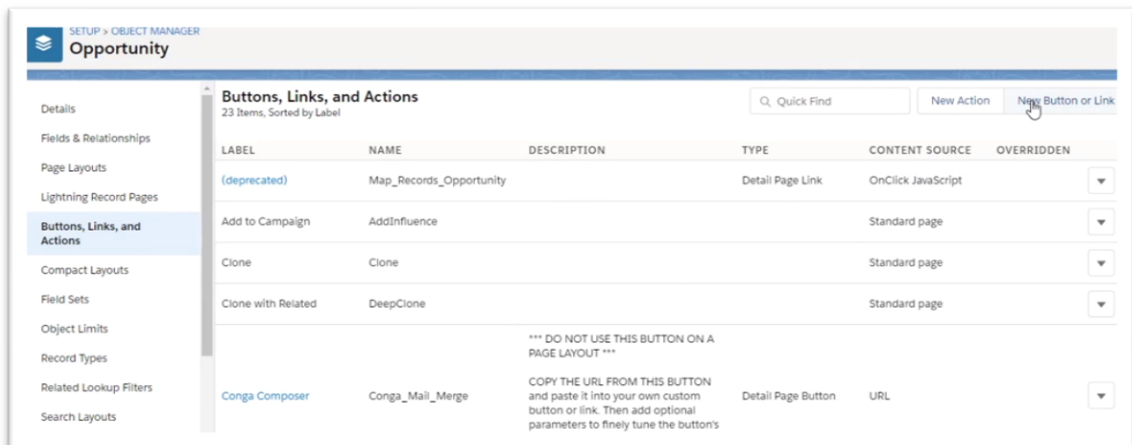 SETUP > OBJECT MANAGER
Opportunity
Details
Fields & Relationships
Page Layouts
Lightning Record Pages
Buttons, Links, and
Actions
Compact Layouts
Field Sets
Object Limits
Record Types
Related Lookup Filters
Search Layouts
Buttons, Links, and Actions
23 Items, Sorted by Label
Quick Find
New Action
New Button or Link
LABEL NAME DESCRIPTION TYPE CONTENT SOURCE OVERRIDDEN
(deprecated) Map_Records_Opportunity Detail Page Link OnClick JavaScript
Add to Campaign AddInfluence Standard page
Clone Clone Standard page
Clone with Related DeepClone Standard page
*** DO NOT USE THIS BUTTON ON A
PAGE LAYOUT ***
COPY THE URL FROM THIS BUTTON
Conga Composer Conga_Mail_Merge and paste it into your own custom Detail Page Button URL
button or link. Then add optional
parameters to finely tune the button's